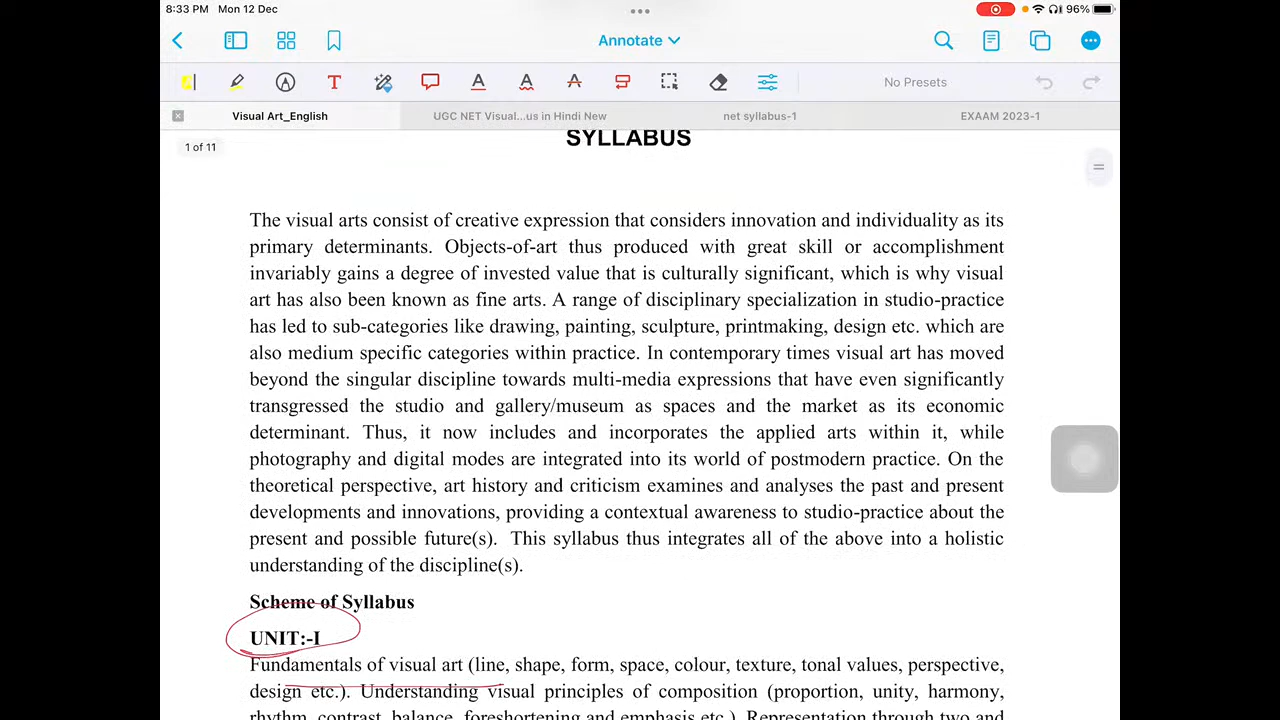 8:33 PM Mon 12 Dec
96%
Annotate
No Presets
Visual Art_English
UGC NET Visual...us in Hindi New
net syllabus-1
EXAAM 2023-1
1 of 11
SYLLABUS
The visual arts consist of creative expression that considers innovation and individuality as its
primary determinants. Objects-of-art thus produced with great skill or accomplishment
invariably gains a degree of invested value that is culturally significant, which is why visual
art has also been known as fine arts. A range of disciplinary specialization in studio-practice
has led to sub-categories like drawing, painting, sculpture, printmaking, design etc. which are
also medium specific categories within practice. In contemporary times visual art has moved
beyond the singular discipline towards multi-media expressions that have even significantly
transgressed the studio and gallery/museum as spaces and the market as its economic
determinant. Thus, it now includes and incorporates the applied arts within it, while
photography and digital modes are integrated into its world of postmodern practice. On the
theoretical perspective, art history and criticism examines and analyses the past and present
developments and innovations, providing a contextual awareness to studio-practice about the
present and possible future(s). This syllabus thus integrates all of the above into a holistic
understanding of the discipline(s).
Scheme of Syllabus
UNIT:-I
Fundamentals of visual art (line, shape, form, space, colour, texture, tonal values, perspective,
design etc.). Understanding visual principles of composition (proportion, unity, harmony,
rhythm, contrast, balance, foreshortening and emphasis etc.). Representation through two and